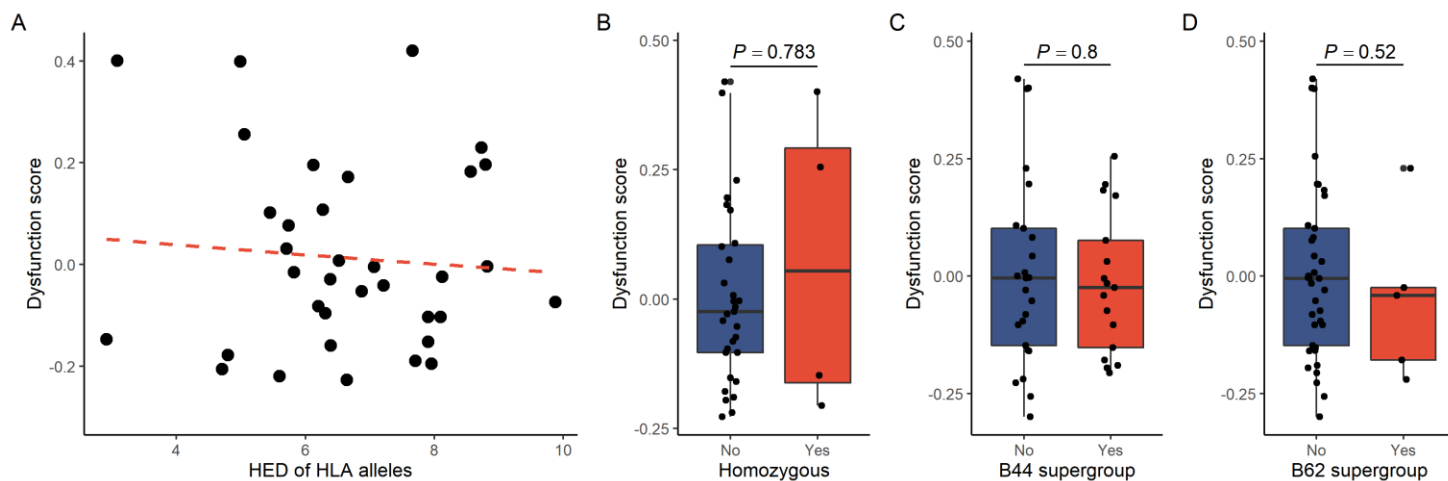 A
Dysfunction score
0.4
0.2
0.0
-0.2
4
6
8
10
HED of HLA alleles
B
Dysfunction score
0.50
0.25
0.00
-0.25
P = 0.783
No
Yes
Homozygous
C
Dysfunction score
0.50
0.25
0.00
-0.25
P = 0.8
No
Yes
B44 supergroup
D
Dysfunction score
0.50
0.25
0.00
-0.25
P = 0.52
No
Yes
B62 supergroup